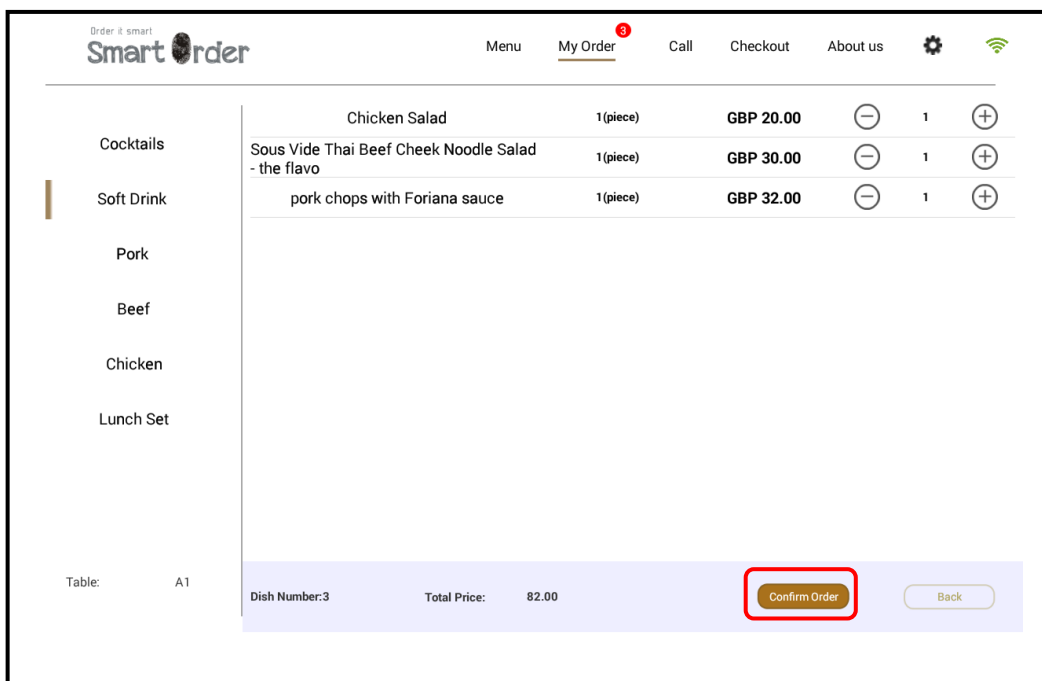 Order it smart
Smart Order
Menu My Order 3 Call Checkout About us
Cocktails
Soft Drink
Pork
Beef
Chicken
Lunch Set
Table: A1
Chicken Salad 1(piece) GBP 20.00 1
Sous Vide Thai Beef Cheek Noodle Salad
- the flavo 1(piece) GBP 30.00 1
pork chops with Foriana sauce 1(piece) GBP 32.00 1
Dish Number:3 Total Price: 82.00 Confirm Order Back